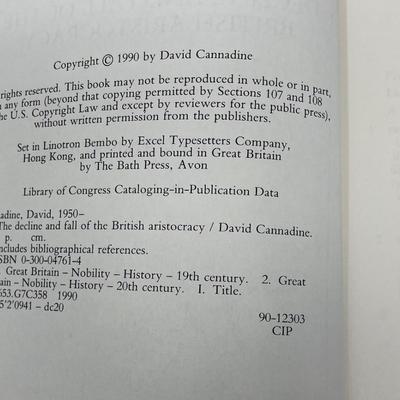 Copyright © 1990 by David Cannadine
rights reserved. This book may not be reproduced in whole or in part,
any form (beyond that copying permitted by Sections 107 and 108
the U.S. Copyright Law and except by reviewers for the public press),
without written permission from the publishers.
Set in Linotron Bembo by Excel Typesetters Company,
Hong Kong, and printed and bound in Great Britain
by The Bath Press, Avon
Library of Congress Cataloging-in-Publication Data
nadine, David, 1950–
The decline and fall of the British aristocracy / David Cannadine.
p. cm.
ncludes bibliographical references.
SBN 0-300-04761-4
. Great Britain – Nobility – History – 19th century. 2. Great
ain – Nobility – History – 20th century. I. Title.
653.G7C358 1990
5'2'0941 – dc20
90-12303
CIP